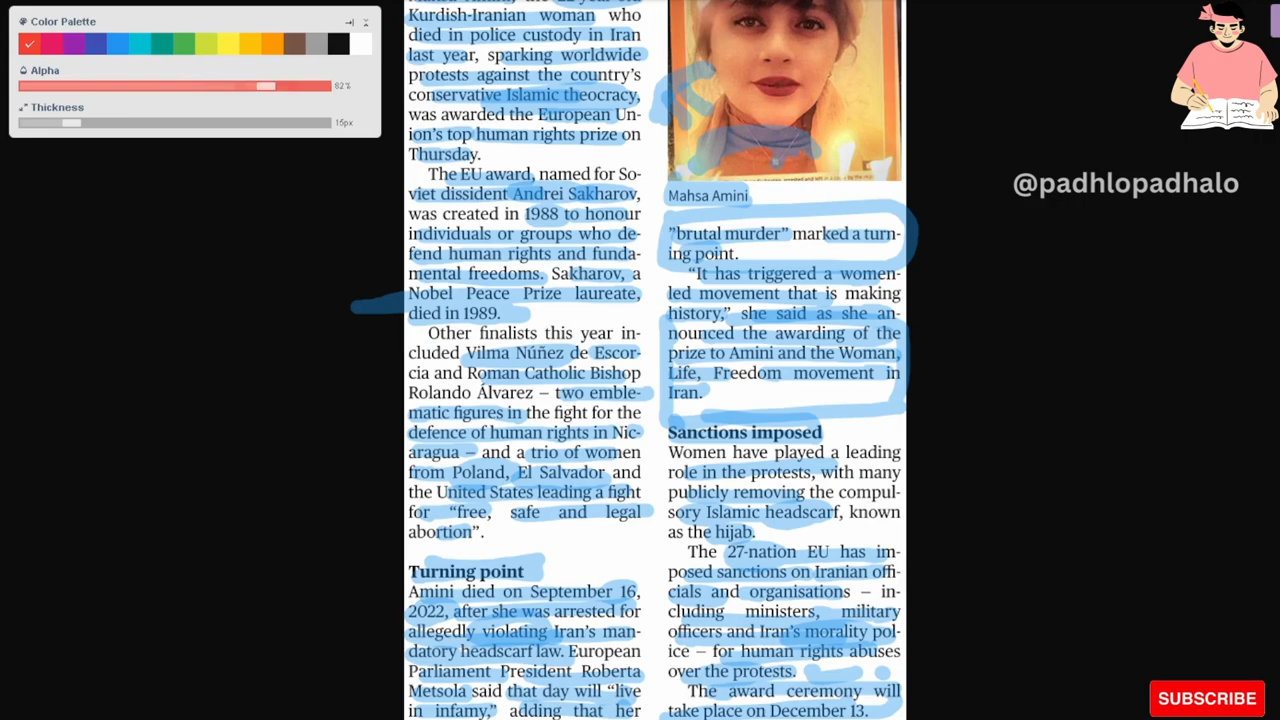 Color Palette
Alpha
82%
Thickness
15px
Kurdish-Iranian woman who
died in police custody in Iran
last year, sparking worldwide
protests against the country's
conservative Islamic theocracy,
was awarded the European Un-
ion's top human rights prize on
Thursday.
The EU award, named for So-
viet dissident Andrei Sakharov,
was created in 1988 to honour
individuals or groups who de-
fend human rights and funda-
mental freedoms. Sakharov, a
Nobel Peace Prize laureate,
died in 1989.
Other finalists this year in-
cluded Vilma Núñez de Escor-
cia and Roman Catholic Bishop
Rolando Álvarez – two emble-
matic figures in the fight for the
defence of human rights in Nic-
aragua – and a trio of women
from Poland, El Salvador and
the United States leading a fight
for “free, safe and legal
abortion”.
Turning point
Amini died on September 16,
2022, after she was arrested for
allegedly violating Iran's man-
datory headscarf law. European
Parliament President Roberta
Metsola said that day will “live
in infamy,” adding that her
Mahsa Amini
”brutal murder” marked a turn-
ing point.
“It has triggered a women-
led movement that is making
history,” she said as she an-
nounced the awarding of the
prize to Amini and the Woman,
Life, Freedom movement in
Iran.
Sanctions imposed
Women have played a leading
role in the protests, with many
publicly removing the compul-
sory Islamic headscarf, known
as the hijab.
The 27-nation EU has im-
posed sanctions on Iranian offi-
cials and organisations – in-
cluding ministers, military
officers and Iran's morality pol-
ice – for human rights abuses
over the protests.
The award ceremony will
take place on December 13.
@padhlopadhalo
SUBSCRIBE